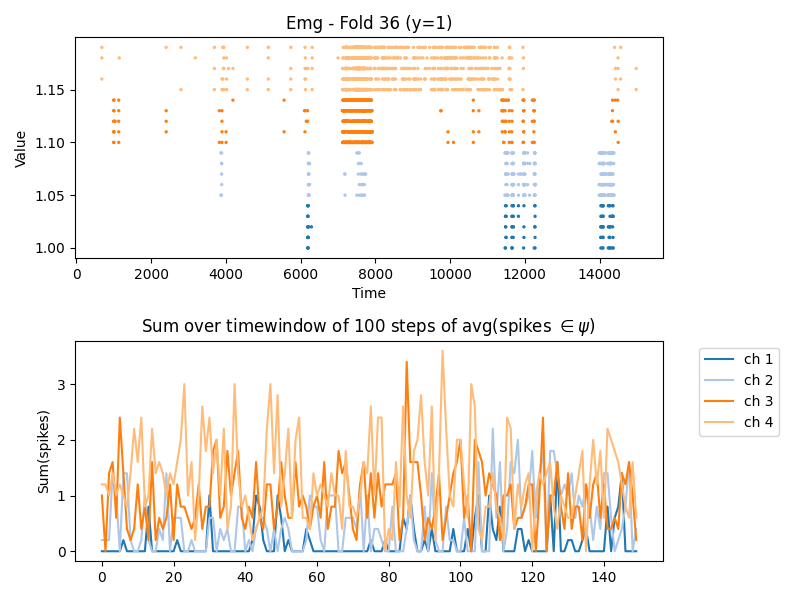 Emg - Fold 36 (y=1)
Value
1.15
1.10
1.05
1.00
0 2000 4000 6000 8000 10000 12000 14000
Time
Sum over timewindow of 100 steps of avg(spikes ∈ ψ)
Sum(spikes)
3
2
1
0
0 20 40 60 80 100 120 140
ch 1
ch 2
ch 3
ch 4